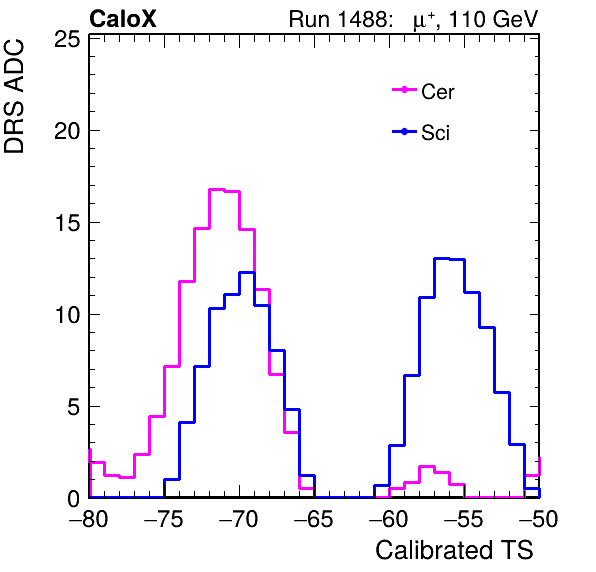 CaloX Run 1488: μ⁺, 110 GeV
DRS ADC
25
20
15
10
5
0
Cer
Sci
−80 −75 −70 −65 −60 −55 −50
Calibrated TS